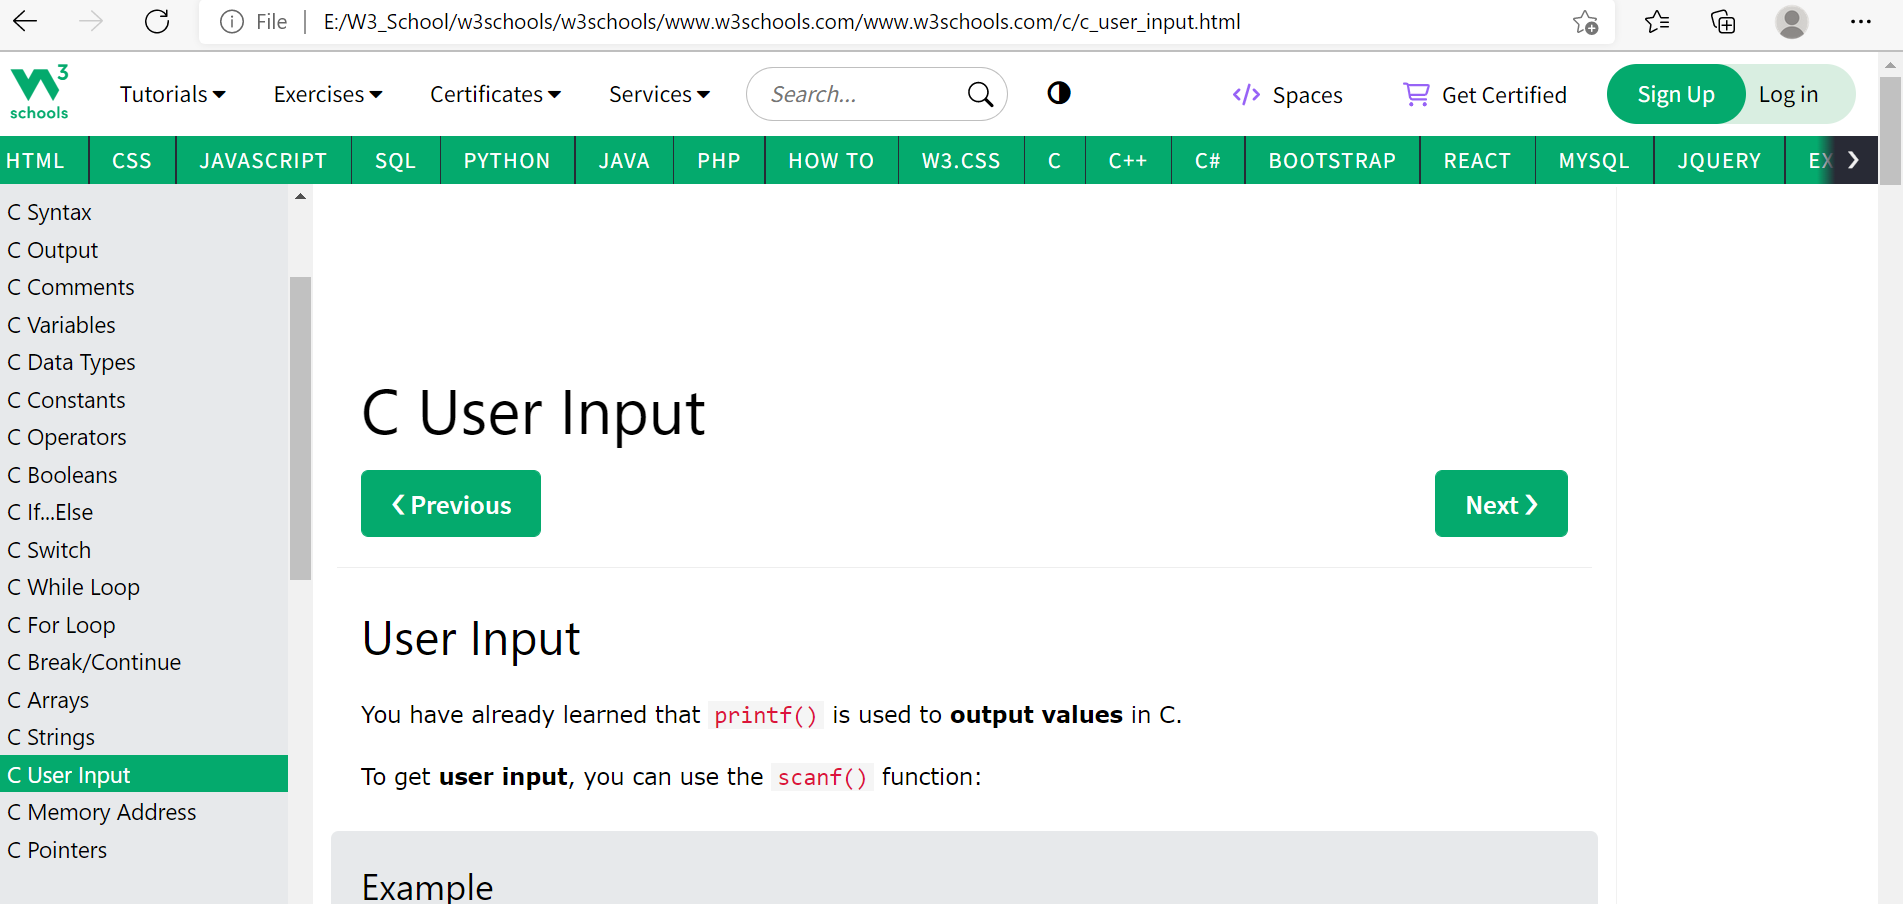 File E:/W3_School/w3schools/w3schools/www.w3schools.com/www.w3schools.com/c/c_user_input.html
W3 schools
Tutorials Exercises Certificates Services Search... </> Spaces Get Certified Sign Up Log in
HTML CSS JAVASCRIPT SQL PYTHON JAVA PHP HOW TO W3.CSS C C++ C# BOOTSTRAP REACT MYSQL JQUERY EX ❯
C Syntax
C Output
C Comments
C Variables
C Data Types
C Constants
C Operators
C Booleans
C If...Else
C Switch
C While Loop
C For Loop
C Break/Continue
C Arrays
C Strings
C User Input
C Memory Address
C Pointers
C User Input
❮ Previous
Next ❯
User Input
You have already learned that printf() is used to output values in C.
To get user input, you can use the scanf() function:
Example